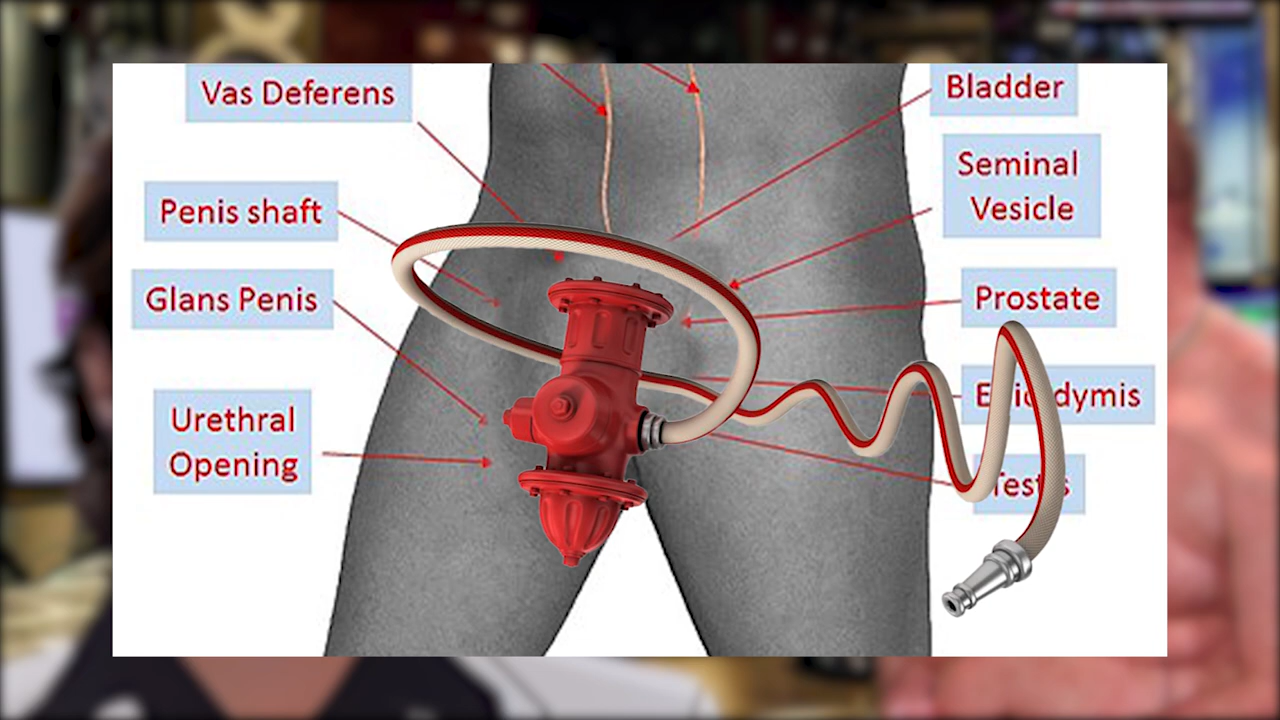 Vas Deferens
Penis shaft
Glans Penis
Urethral
Opening
Bladder
Seminal
Vesicle
Prostate